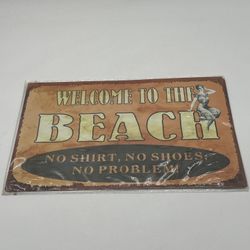 WELCOME TO THE
BEACH
NO SHIRT, NO SHOES,
NO PROBLEM!